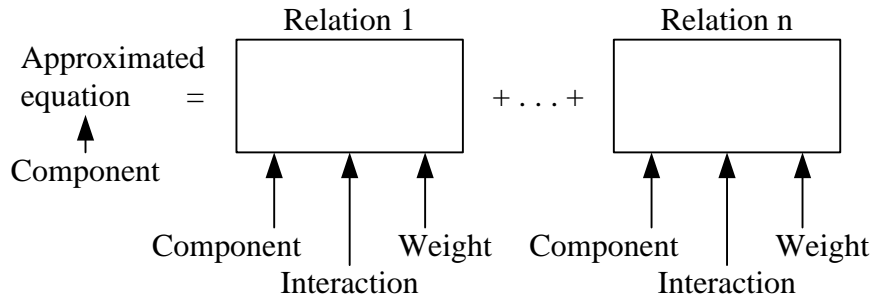 Relation 1
Relation n
Approximated
equation = + . . . +
Component
Component Weight Component Weight
Interaction Interaction